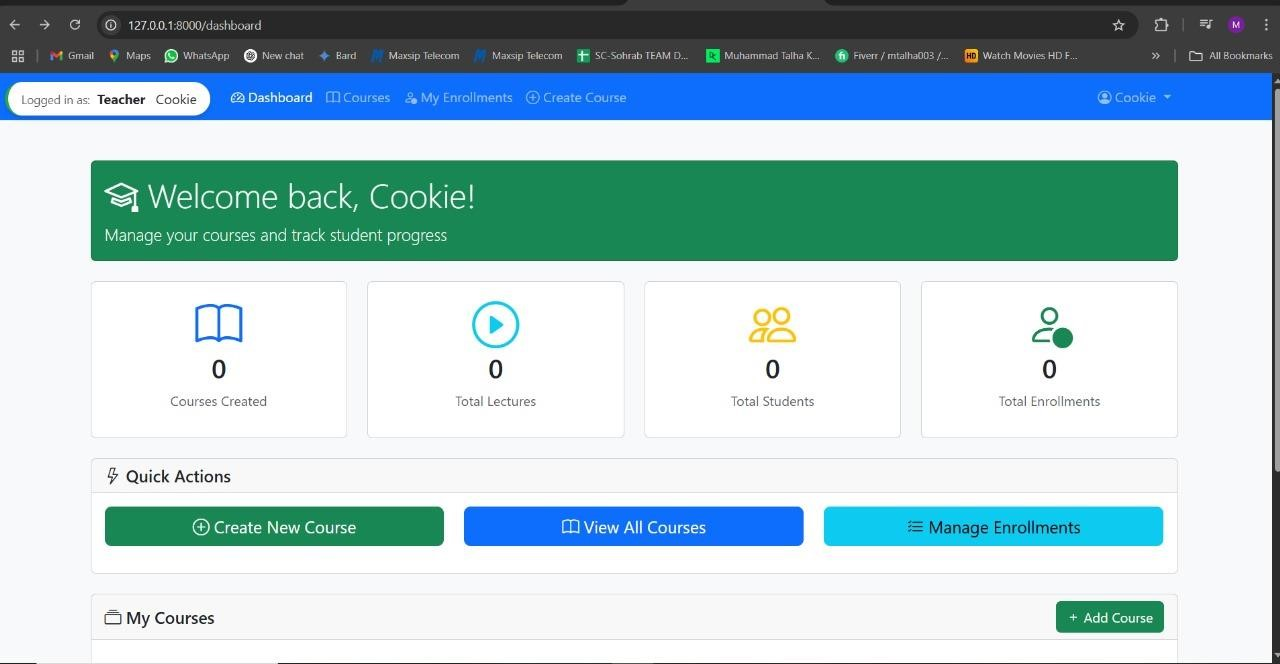 127.0.0.1:8000/dashboard
M
Gmail Maps WhatsApp New chat Bard Maxsip Telecom Maxsip Telecom SC-Sohrab TEAM D... Muhammad Talha K... Fiverr / mtalha003 /... HD Watch Movies HD F... » All Bookmarks
Logged in as: Teacher Cookie Dashboard Courses My Enrollments Create Course Cookie
Welcome back, Cookie!
Manage your courses and track student progress
0 0 0 0
Courses Created Total Lectures Total Students Total Enrollments
Quick Actions
Create New Course View All Courses Manage Enrollments
My Courses + Add Course